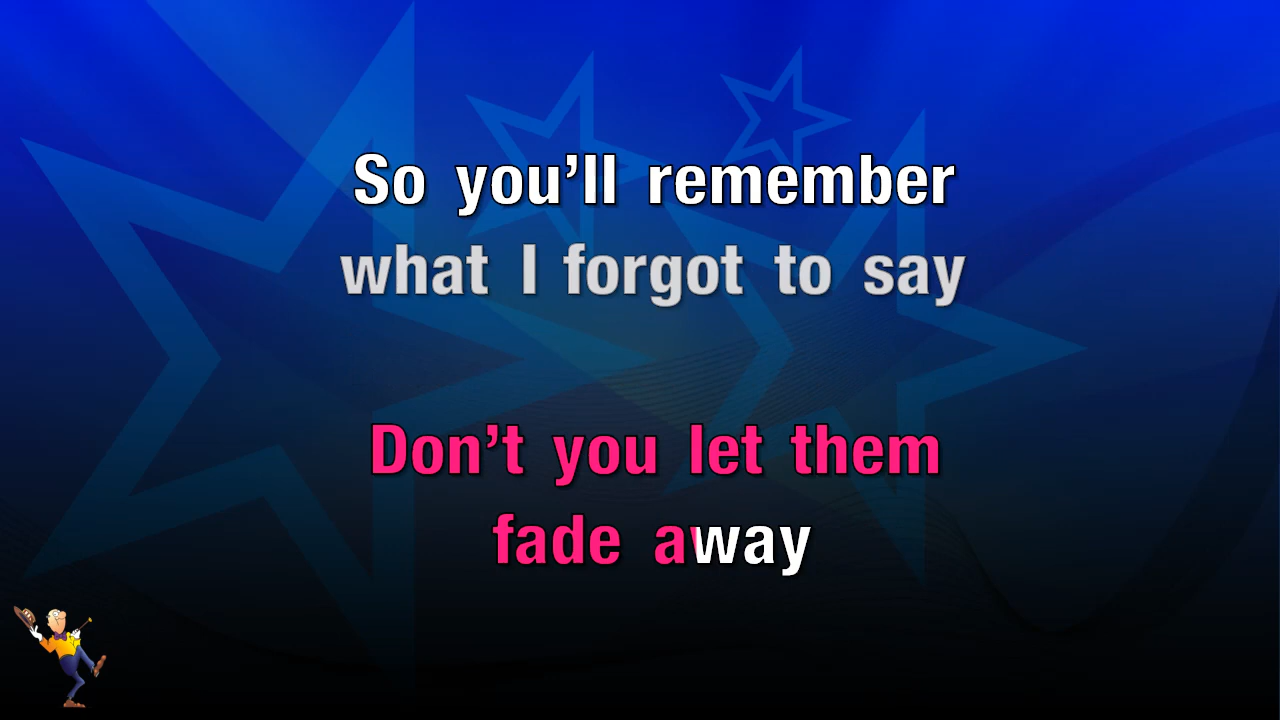 So you’ll remember
what I forgot to say
Don’t you let them
fade away